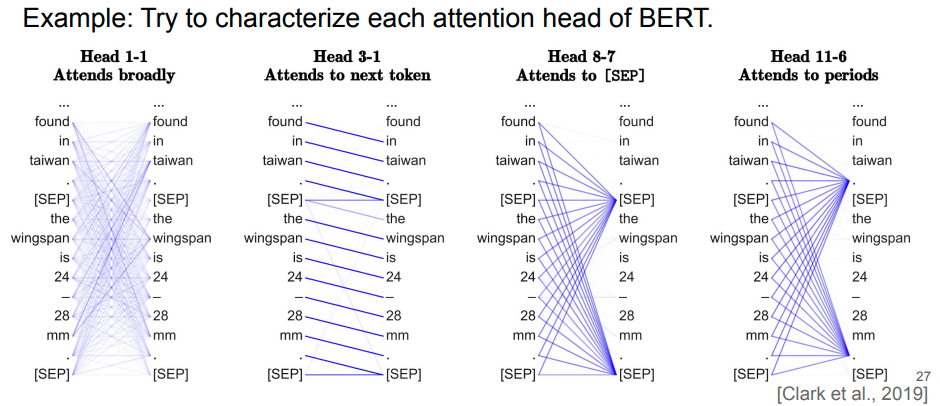 Example: Try to characterize each attention head of BERT.
Head 1-1
Attends broadly
...
...
found
found
in
in
taiwan
taiwan
.
.
[SEP]
[SEP]
the
the
wingspan
wingspan
is
is
24
24
–
–
28
28
mm
mm
.
.
[SEP]
[SEP]
Head 3-1
Attends to next token
...
...
found
found
in
in
taiwan
taiwan
.
.
[SEP]
[SEP]
the
the
wingspan
wingspan
is
is
24
24
–
–
28
28
mm
mm
.
.
[SEP]
[SEP]
Head 8-7
Attends to [SEP]
...
...
found
found
in
in
taiwan
taiwan
.
.
[SEP]
[SEP]
the
the
wingspan
wingspan
is
is
24
24
–
–
28
28
mm
mm
.
.
[SEP]
[SEP]
Head 11-6
Attends to periods
...
...
found
found
in
in
taiwan
taiwan
.
.
[SEP]
[SEP]
the
the
wingspan
wingspan
is
is
24
24
–
–
28
28
mm
mm
.
.
[SEP]
[SEP]
27
[Clark et al., 2019]